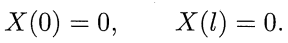 X(0) = 0,    X(l) = 0.